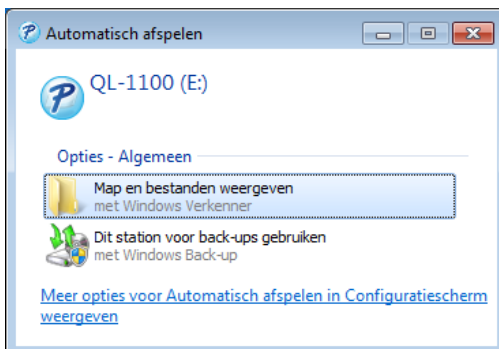 Automatisch afspelen
QL-1100 (E:)
Opties - Algemeen
Map en bestanden weergeven
met Windows Verkenner
Dit station voor back-ups gebruiken
met Windows Back-up
Meer opties voor Automatisch afspelen in Configuratiescherm
weergeven